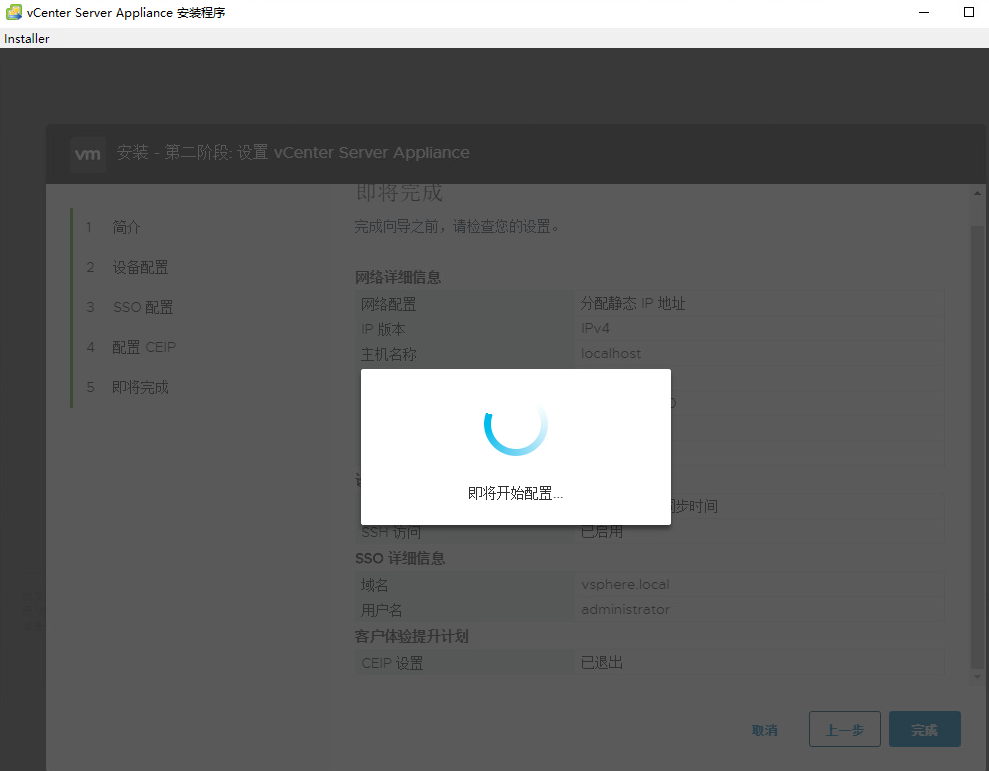 vCenter Server Appliance 安装程序
Installer
vm 安装 - 第二阶段: 设置 vCenter Server Appliance
1 简介
2 设备配置
3 SSO 配置
4 配置 CEIP
5 即将完成
即将完成
完成向导之前，请检查您的设置。
网络详细信息
网络配置 分配静态 IP 地址
IP 版本 IPv4
主机名称 localhost
即将开始配置...
步时间
SSH 访问 已启用
SSO 详细信息
域名 vsphere.local
用户名 administrator
客户体验提升计划
CEIP 设置 已退出
取消 上一步 完成